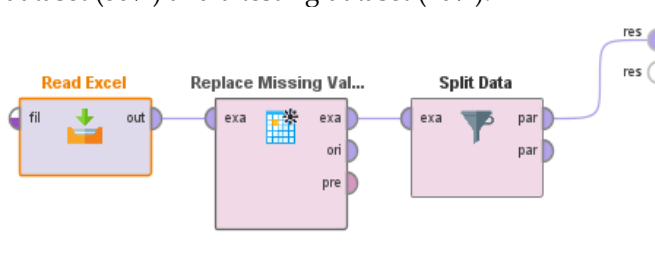 res
Read Excel
Replace Missing Val...
Split Data
res
fil
out
exa
exa
exa
par
ori
par
pre